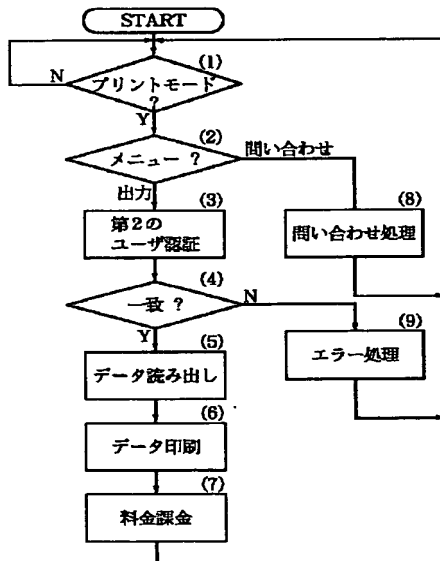 START
(1)
N
プリントモード
?
Y
(2)
メニュー ?
問い合わせ
出力
(3)
第2の
ユーザ認証
(8)
問い合わせ処理
(4)
一致 ?
N
Y
(5)
データ読み出し
(9)
エラー処理
(6)
データ印刷
(7)
料金課金